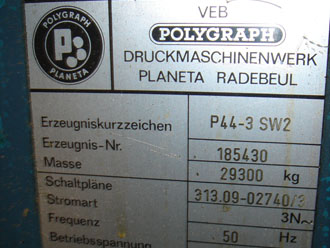 POLYGRAPH
P
PLANETA
VEB
POLYGRAPH
DRUCKMASCHINENWERK
PLANETA RADEBEUL
Erzeugniskurzzeichen P44-3 SW2
Erzeugnis-Nr. 185430
Masse 29300 kg
Schaltpläne 313.09-02740/3
Stromart 3N~
Frequenz 50 Hz
Betriebsspannung